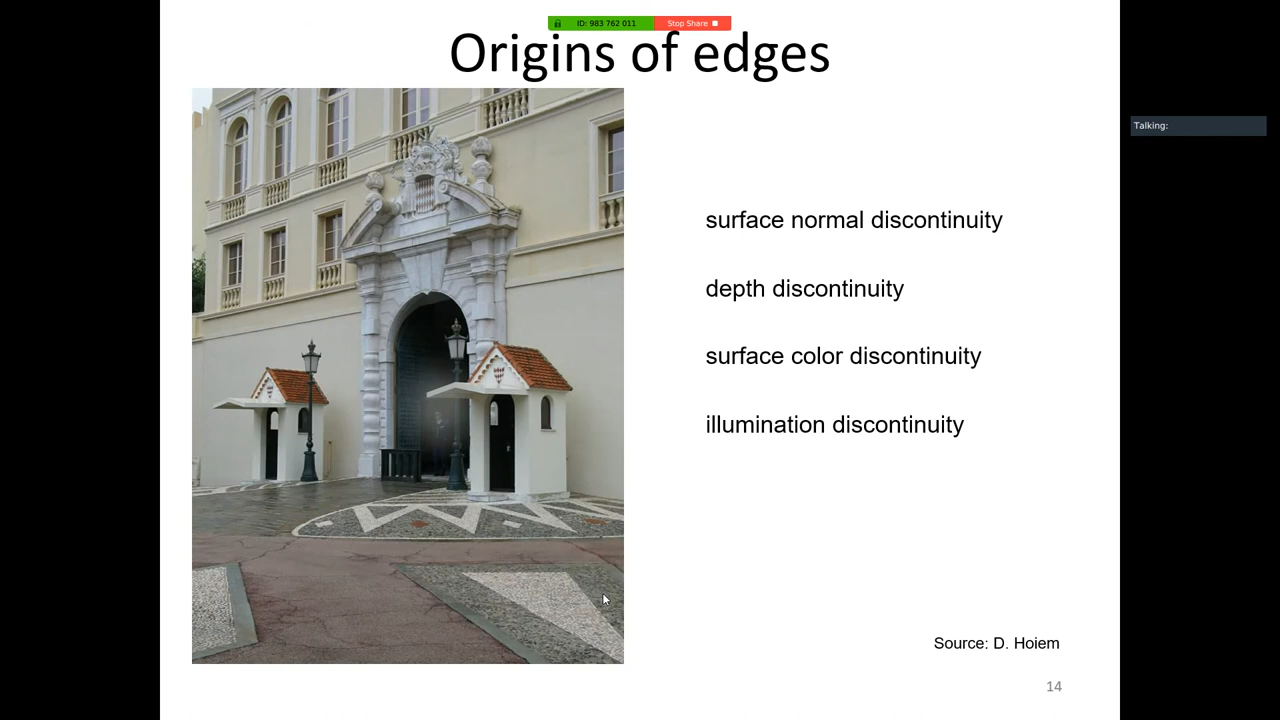 ID: 983 762 011
Stop Share
Origins of edges
Talking:
surface normal discontinuity
depth discontinuity
surface color discontinuity
illumination discontinuity
Source: D. Hoiem
14